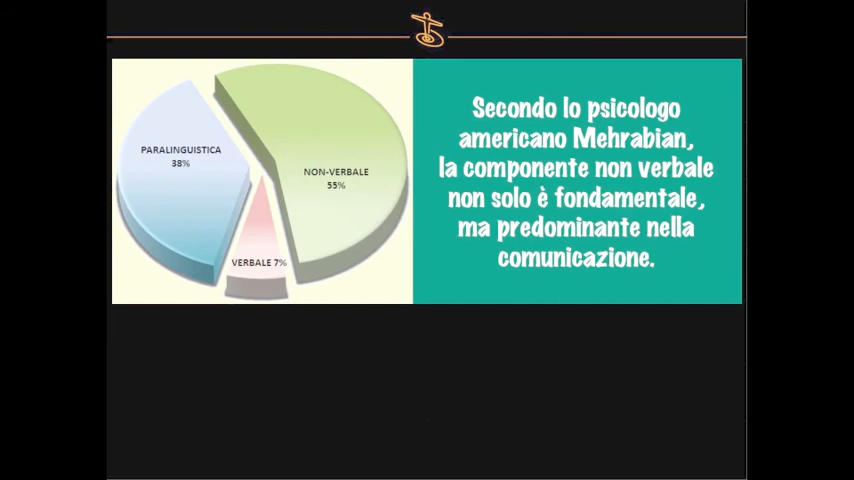 PARALINGUISTICA
38%
NON-VERBALE
55%
VERBALE 7%
Secondo lo psicologo
americano Mehrabian,
la componente non verbale
non solo è fondamentale,
ma predominante nella
comunicazione.